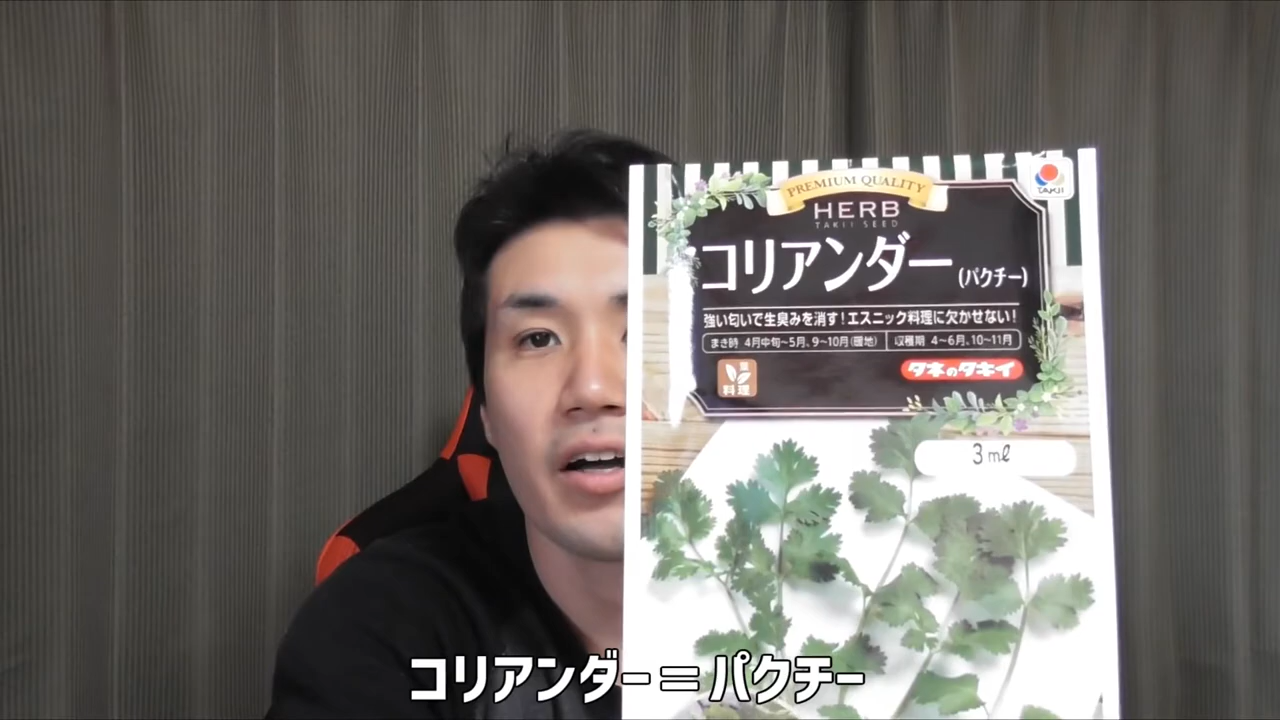 PREMIUM QUALITY
TAKII
HERB
TAKII SEED
コリアンダー (パクチー)
強い匂いで生臭みを消す!エスニック料理に欠かせない!
まき時 4月中旬~5月、9~10月(暖地) 収穫期 4~6月、10~11月
葉
料理
タネのタキイ
3ml
コリアンダー=パクチー